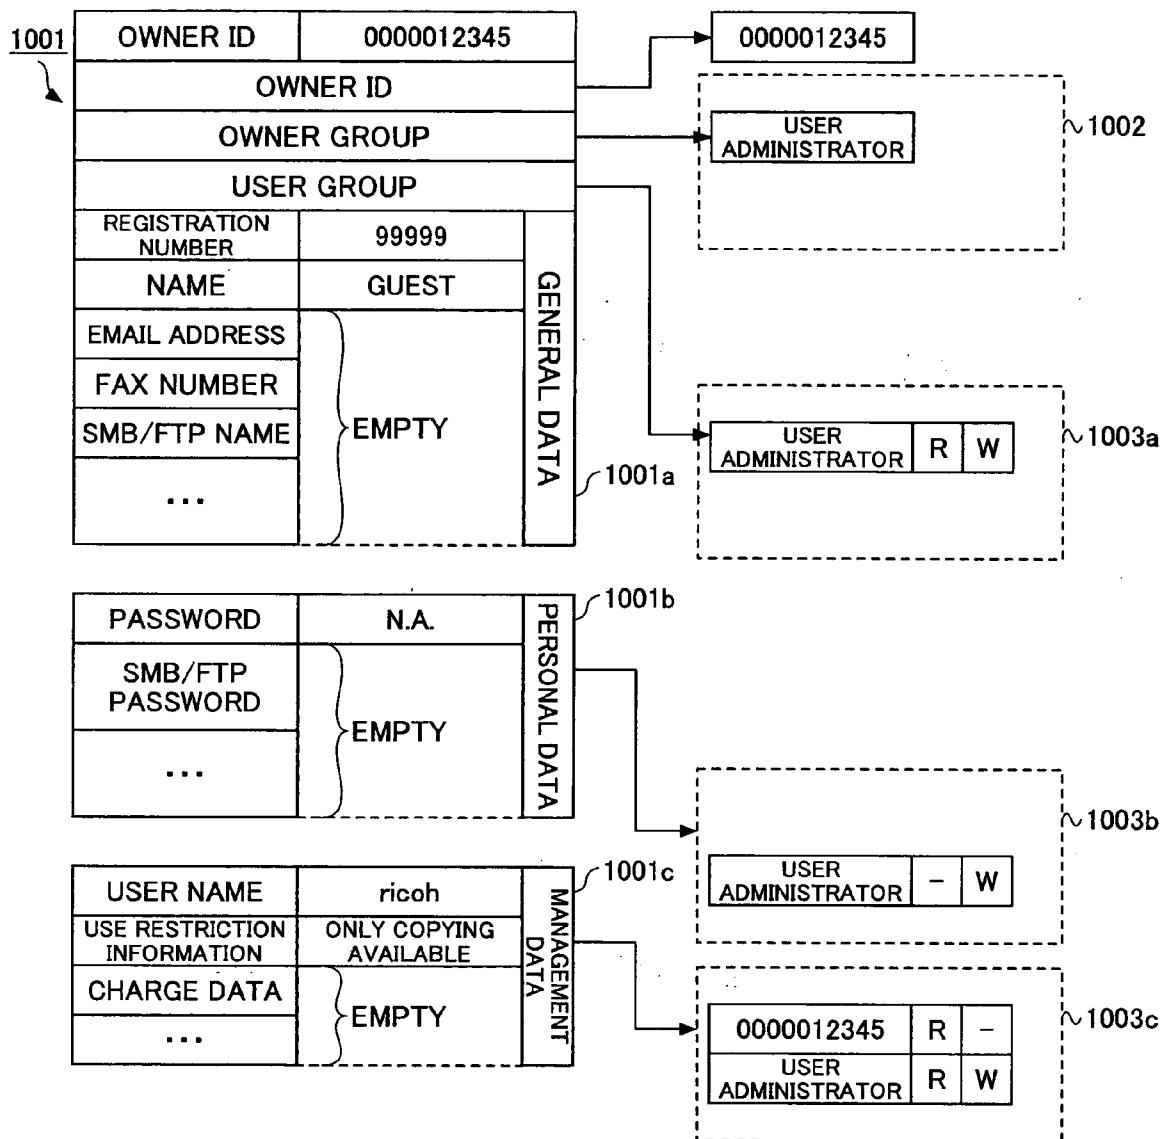 1001
OWNER ID 0000012345
OWNER ID
OWNER GROUP
USER GROUP
REGISTRATION
NUMBER
99999
NAME GUEST
EMAIL ADDRESS
FAX NUMBER
SMB/FTP NAME
...
EMPTY
GENERAL DATA
1001a
0000012345
USER
ADMINISTRATOR
1002
USER
ADMINISTRATOR
R W
1003a
PASSWORD N.A.
SMB/FTP
PASSWORD
...
EMPTY
PERSONAL DATA
1001b
USER
ADMINISTRATOR
- W
1003b
USER NAME ricoh
USE RESTRICTION
INFORMATION
ONLY COPYING
AVAILABLE
CHARGE DATA
...
EMPTY
MANAGEMENT
DATA
1001c
0000012345 R -
USER
ADMINISTRATOR
R W
1003c